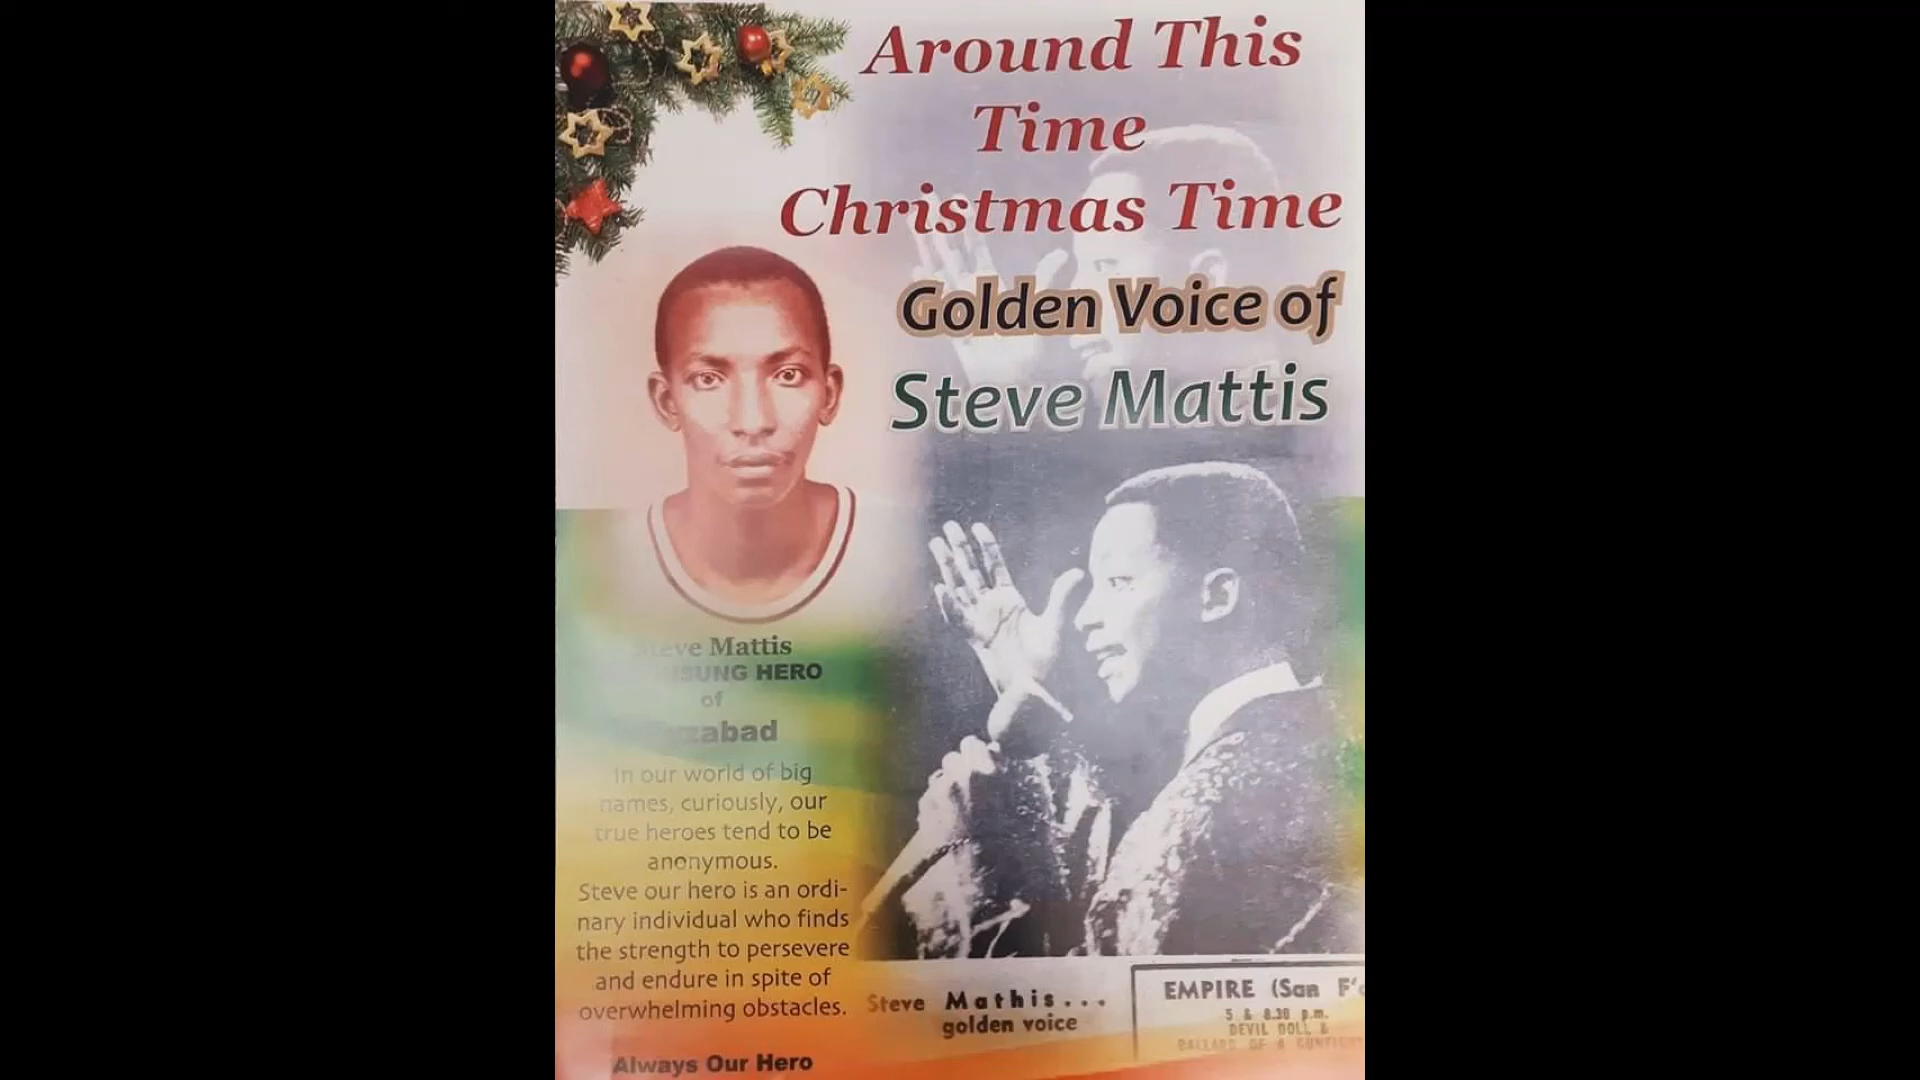 Around This
Time
Christmas Time
Golden Voice of
Steve Mattis
Steve Mattis
HERO
of
In our world of big
names, curiously, our
true heroes tend to be
anonymous.
Steve our hero is an ordi-
nary individual who finds
the strength to persevere
and endure in spite of
overwhelming obstacles.
Always Our Hero
Steve Mathis...
golden voice
EMPIRE (San
5 & 8.30 p.m.
DEVIL DOLL &
BALLARD OF A